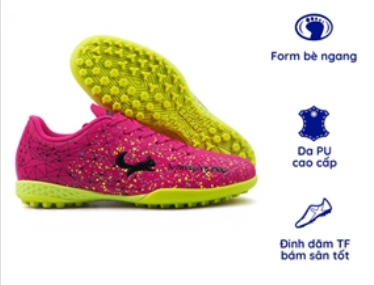 Form bè ngang
Da PU
cao cấp
Đinh dăm TF
bám sân tốt